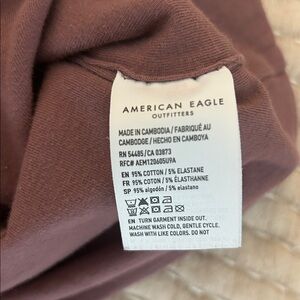 AMERICAN EAGLE
OUTFITTERS
MADE IN CAMBODIA / FABRIQUÉ AU
CAMBODGE / HECHO EN CAMBOYA
RN 54485/CA 03873
RFC# AEM120605U9A
EN 95% COTTON / 5% ELASTANE
FR 95% COTON / 5% ÉLASTHANNE
SP 95% algodón / 5% elastano
EN TURN GARMENT INSIDE OUT,
MACHINE WASH COLD, GENTLE CYCLE,
WASH WITH LIKE COLORS. DO NOT